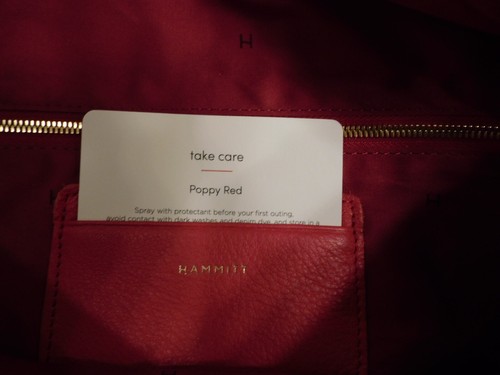 H
take care
Poppy Red
Spray with protectant before your first outing,
avoid contact with dark washes and denim dye, and store in a
HAMMITT
H